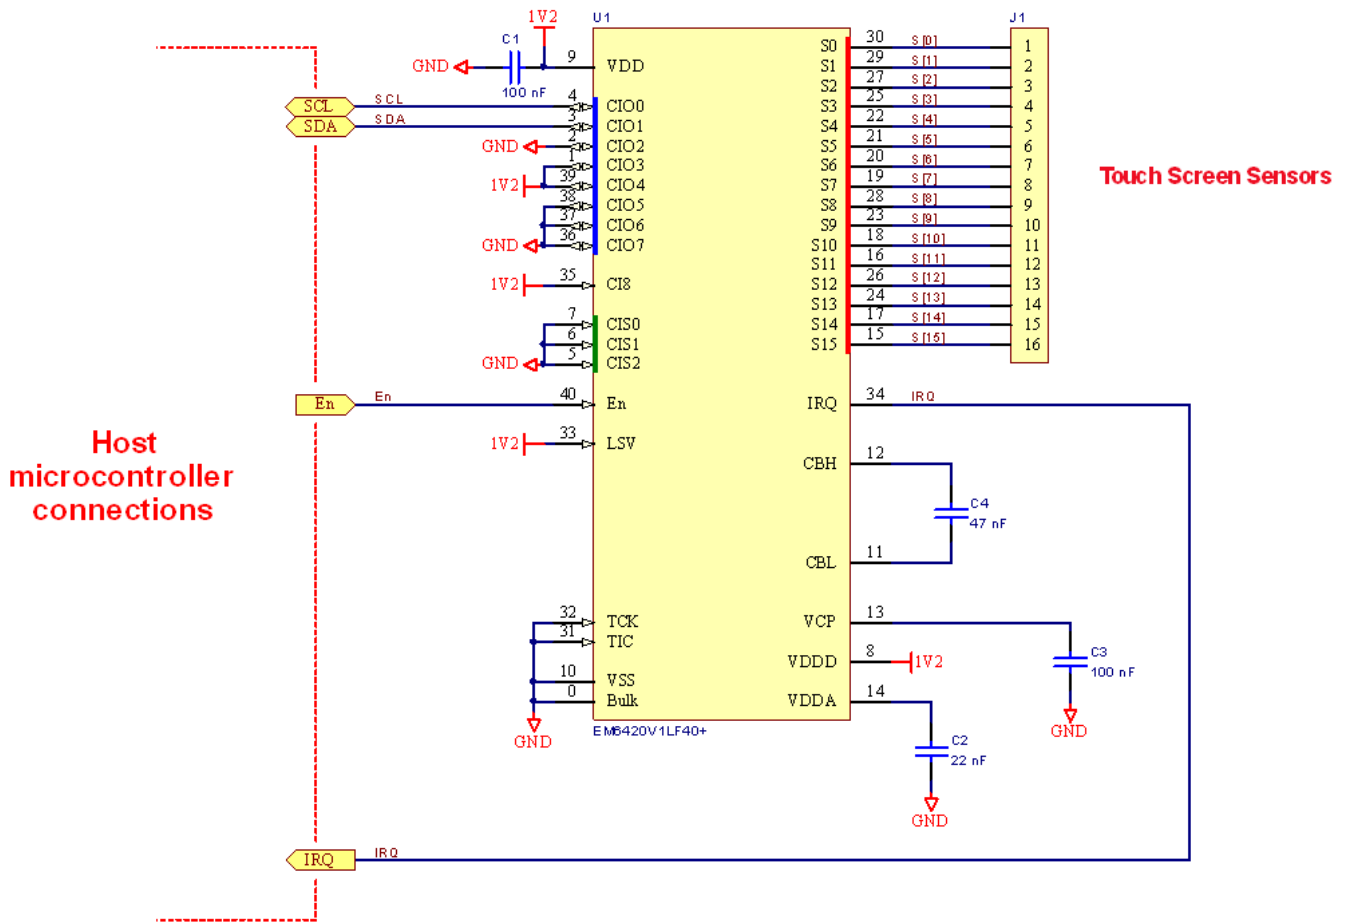 1V2
U1
J1
C1
GND
100 nF
9 VDD
SCL SCL 4 CIO0
SDA SDA 3 CIO1
GND 2 CIO2
1 CIO3
1V2 39 CIO4
38 CIO5
37 CIO6
GND 36 CIO7
1V2 35 CI8
7 CIS0
6 CIS1
GND 5 CIS2
En En 40 En
1V2 33 LSV
32 TCK
31 TIC
10 VSS
0 Bulk
GND
S0 30 S[0] 1
S1 29 S[1] 2
S2 27 S[2] 3
S3 25 S[3] 4
S4 22 S[4] 5
S5 21 S[5] 6
S6 20 S[6] 7
S7 19 S[7] 8
S8 28 S[8] 9
S9 23 S[9] 10
S10 18 S[10] 11
S11 16 S[11] 12
S12 26 S[12] 13
S13 24 S[13] 14
S14 17 S[14] 15
S15 15 S[15] 16
Touch Screen Sensors
IRQ 34 IRQ
CBH 12
C4
47 nF
CBL 11
VCP 13
C3
100 nF
GND
VDDD 8 1V2
VDDA 14
C2
22 nF
GND
EM6420V1LF40+
Host
microcontroller
connections
IRQ IRQ